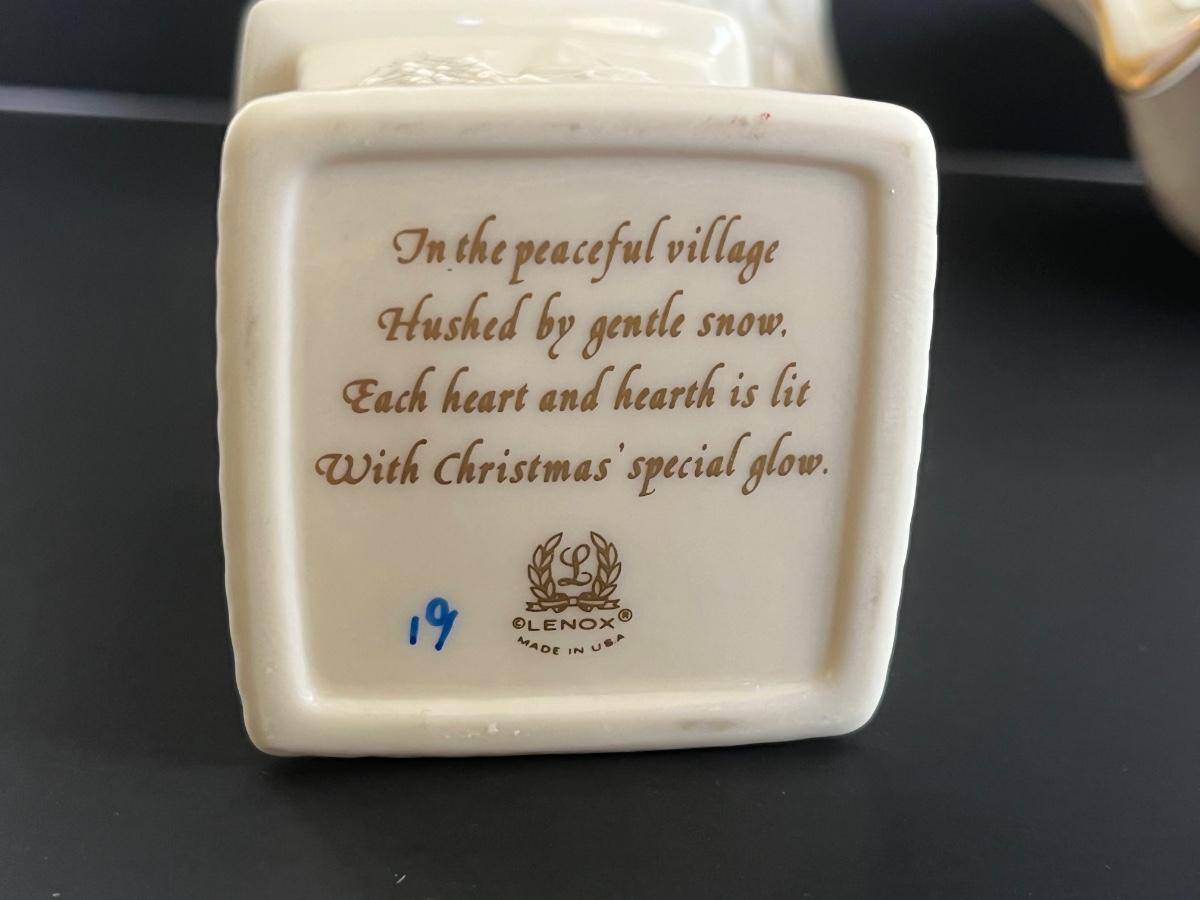 In the peaceful village
Hushed by gentle snow,
Each heart and hearth is lit
With Christmas' special glow.
L
©LENOX®
MADE IN USA
19